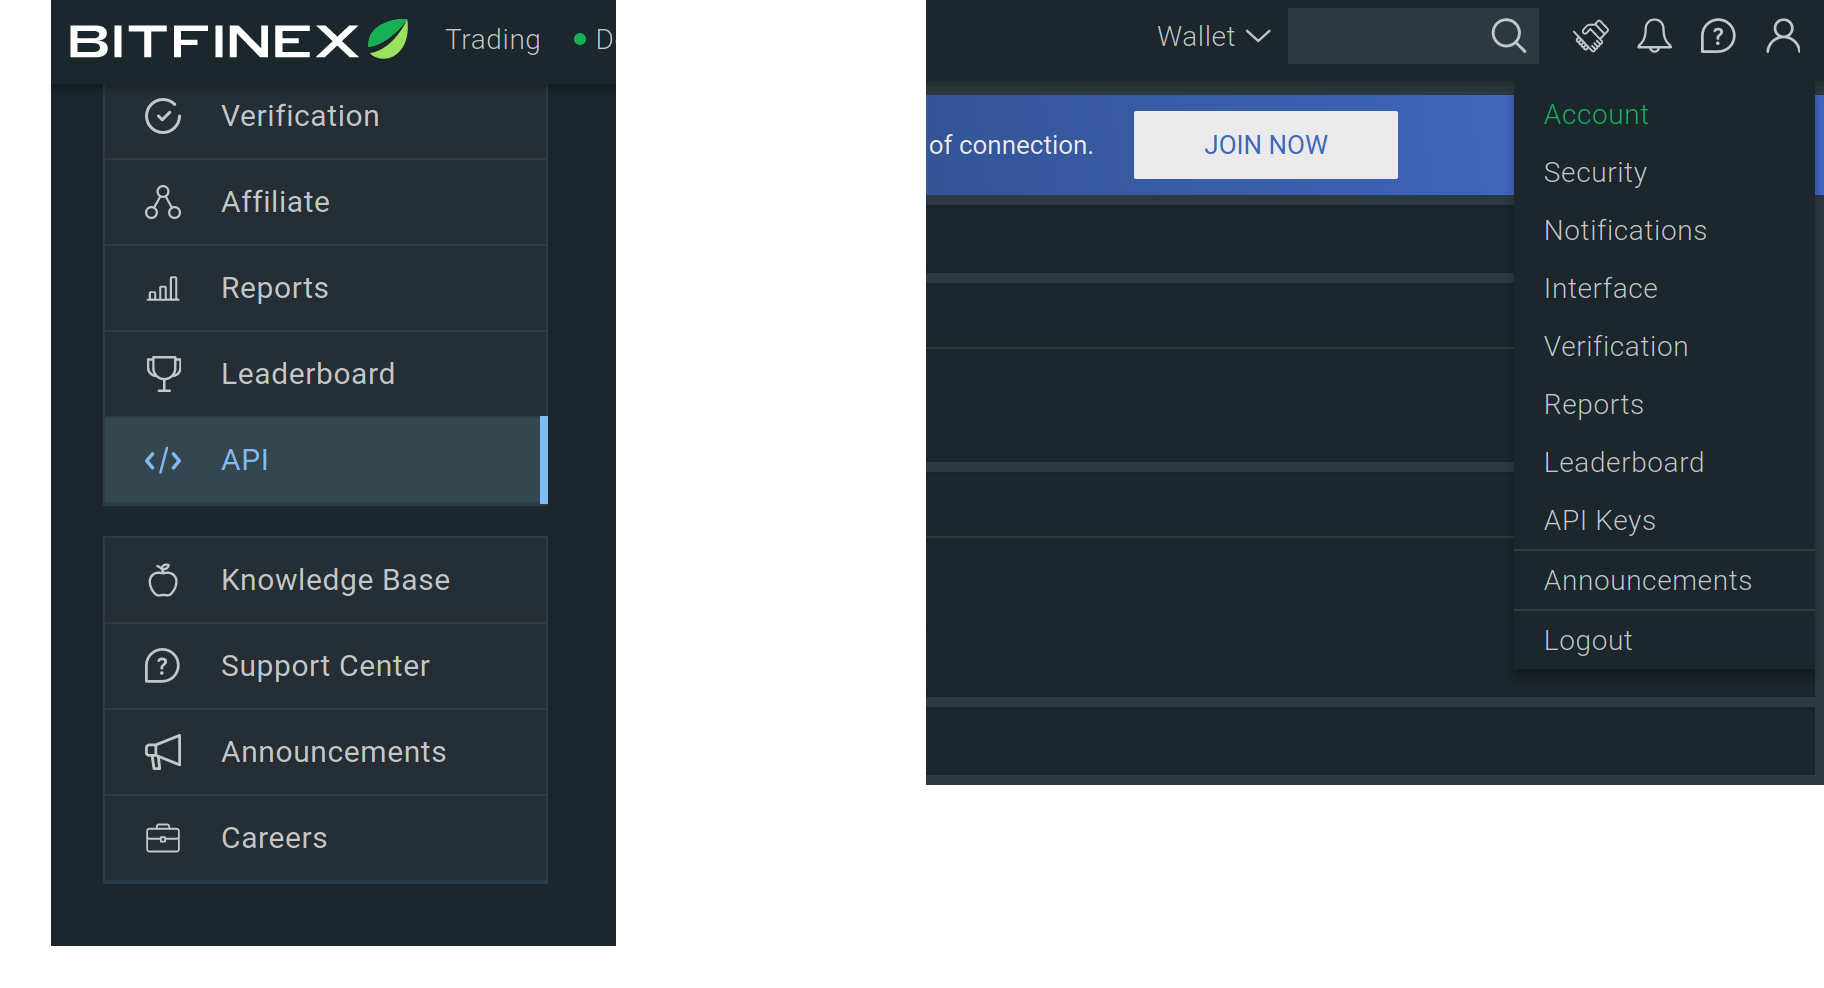 BITFINEX
Trading
D
Verification
Affiliate
Reports
Leaderboard
API
Knowledge Base
Support Center
Announcements
Careers
Wallet
of connection.
JOIN NOW
Account
Security
Notifications
Interface
Verification
Reports
Leaderboard
API Keys
Announcements
Logout